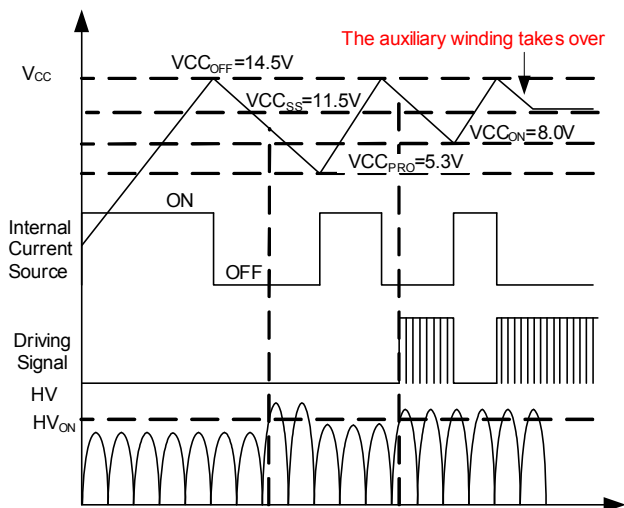 The auxiliary winding takes over
VCC
VCCOFF=14.5V
VCCSS=11.5V
VCCON=8.0V
VCCPRO=5.3V
ON
Internal
Current
Source
OFF
Driving
Signal
HV
HVON